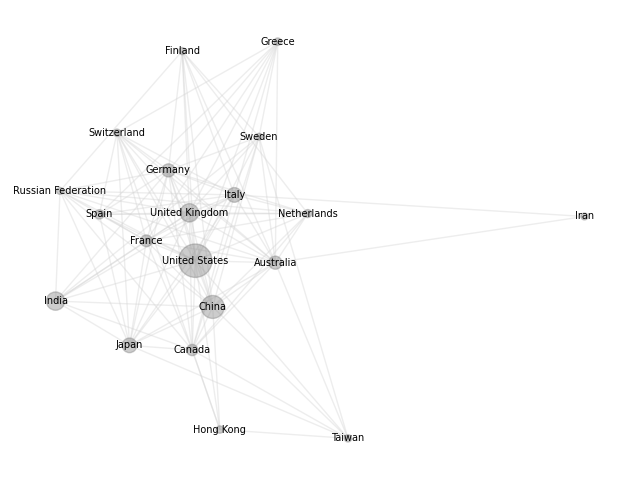 Greece
Finland
Switzerland
Sweden
Germany
Russian Federation
Italy
Spain
United Kingdom
Netherlands
Iran
France
United States
Australia
India
China
Japan
Canada
Hong Kong
Taiwan